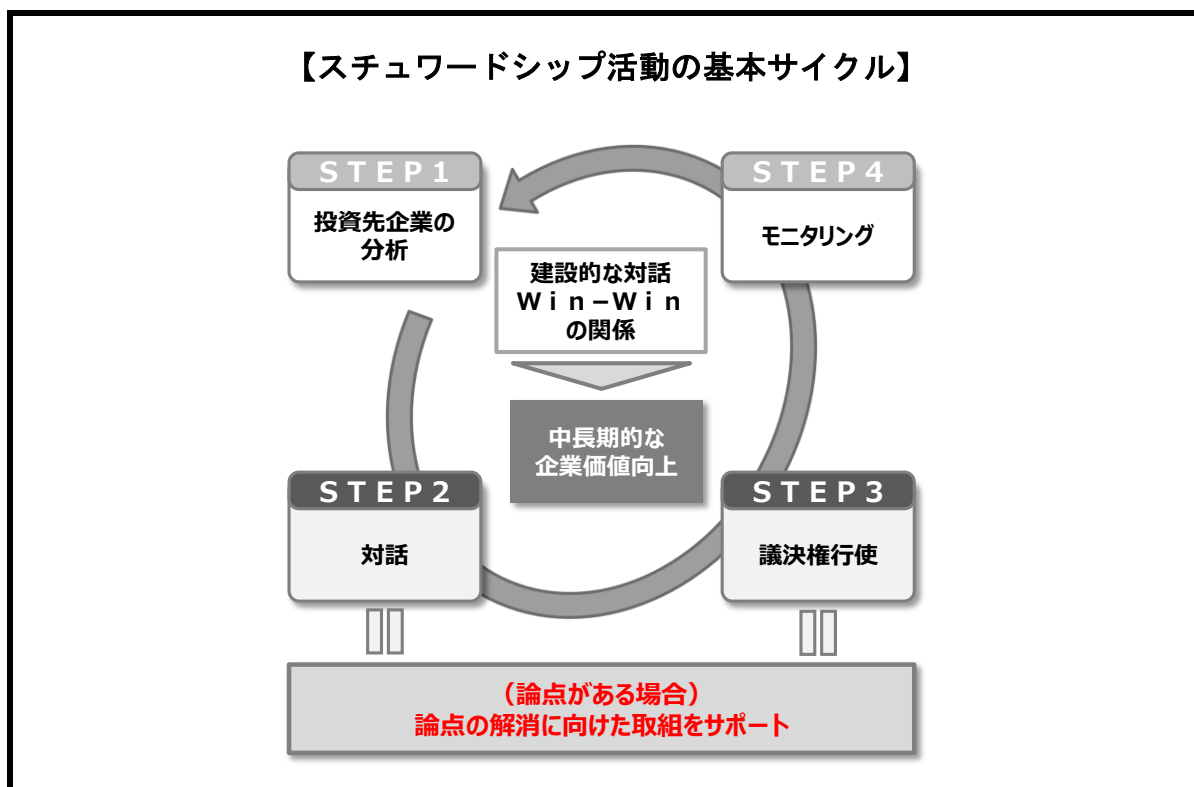 【スチュワードシップ活動の基本サイクル】
ＳＴＥＰ１
投資先企業の
分析
ＳＴＥＰ４
モニタリング
建設的な対話
Ｗｉｎ－Ｗｉｎ
の関係
中長期的な
企業価値向上
ＳＴＥＰ２
対話
ＳＴＥＰ３
議決権行使
（論点がある場合）
論点の解消に向けた取組をサポート